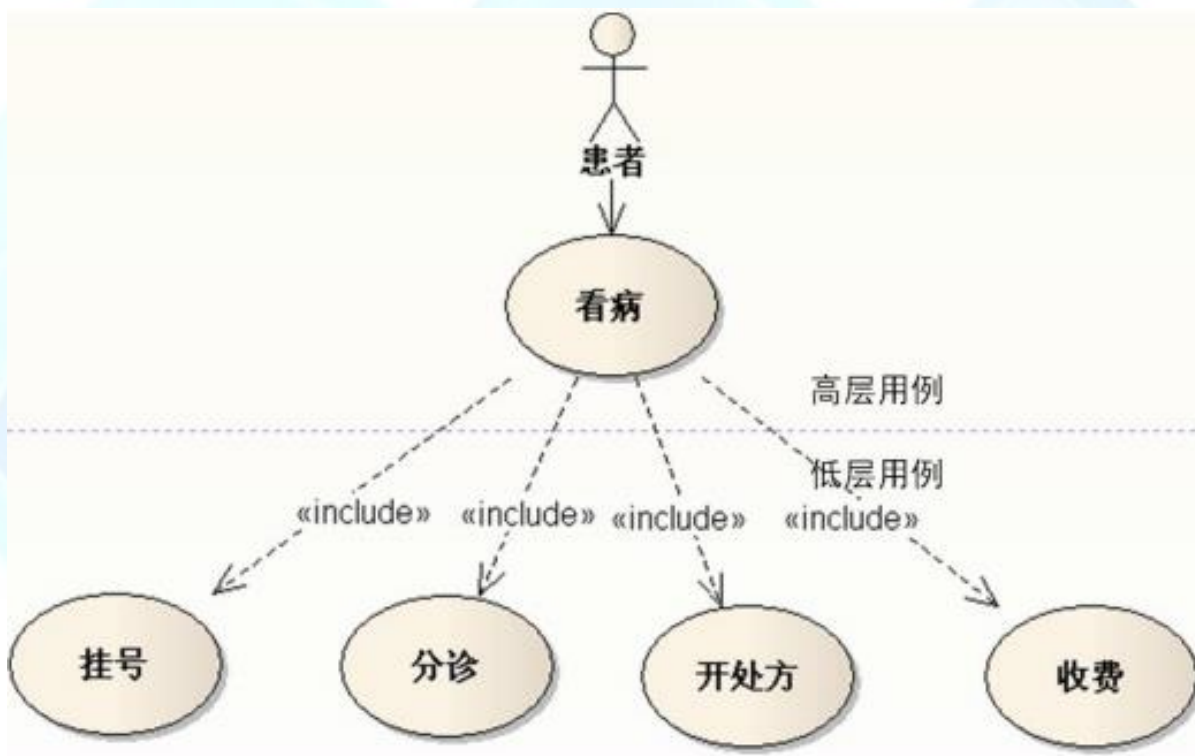 患者
看病
高层用例
低层用例
«include» «include» «include» «include»
挂号 分诊 开处方 收费